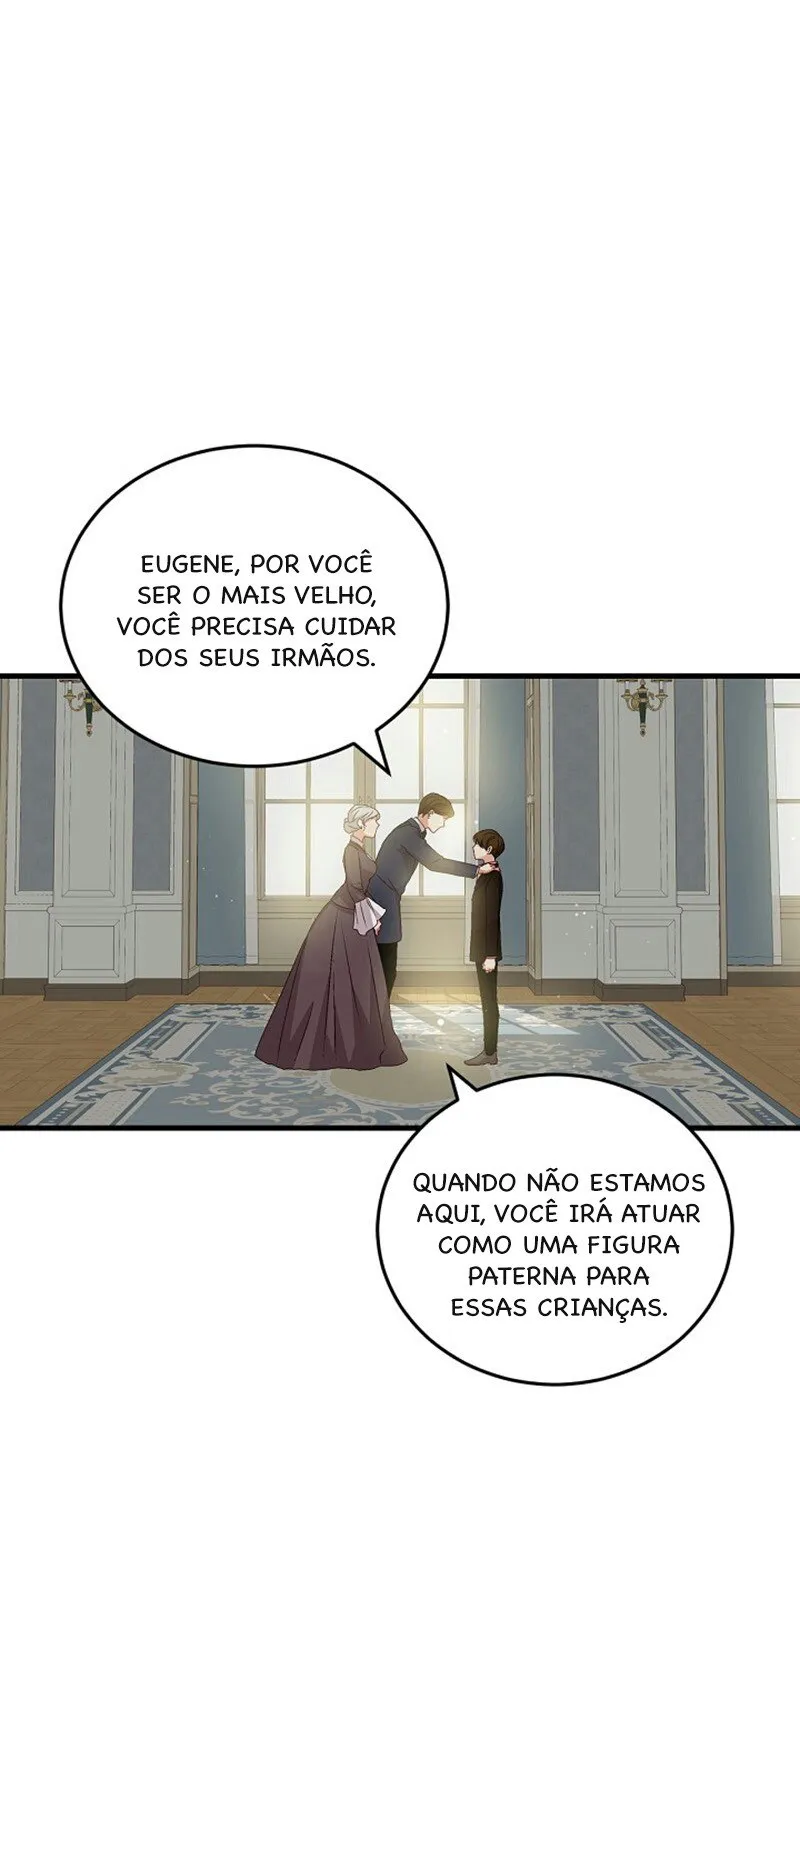 EUGENE, POR VOCÊ
SER O MAIS VELHO,
VOCÊ PRECISA CUIDAR
DOS SEUS IRMÃOS.
QUANDO NÃO ESTAMOS
AQUI, VOCÊ IRÁ ATUAR
COMO UMA FIGURA
PATERNA PARA
ESSAS CRIANÇAS.